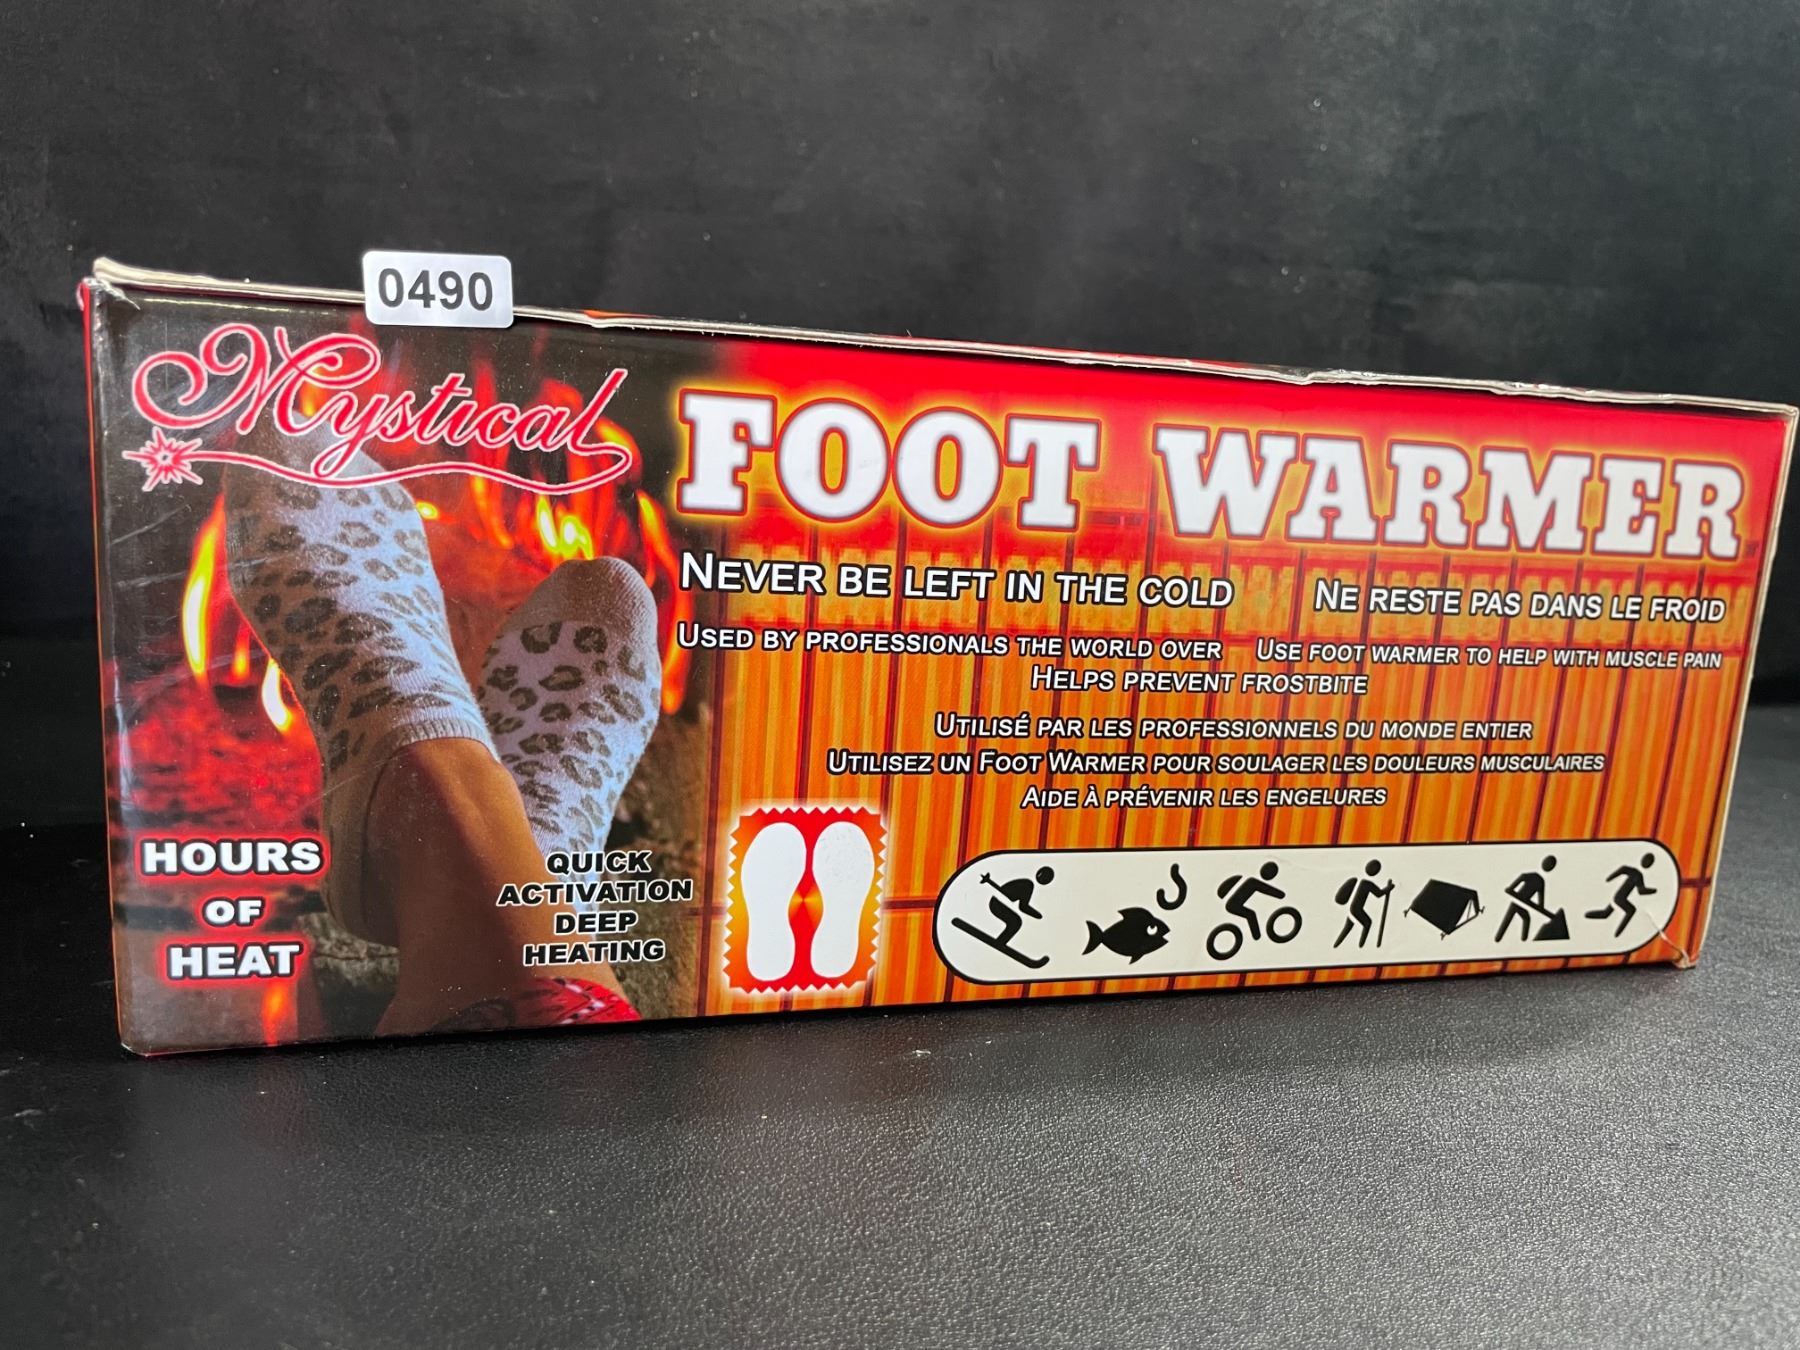 0490
Mystical
FOOT WARMER
NEVER BE LEFT IN THE COLD
NE RESTE PAS DANS LE FROID
USED BY PROFESSIONALS THE WORLD OVER
USE FOOT WARMER TO HELP WITH MUSCLE PAIN
HELPS PREVENT FROSTBITE
UTILISÉ PAR LES PROFESSIONNELS DU MONDE ENTIER
UTILISEZ UN FOOT WARMER POUR SOULAGER LES DOULEURS MUSCULAIRES
AIDE À PRÉVENIR LES ENGELURES
HOURS
OF
HEAT
QUICK
ACTIVATION
DEEP
HEATING